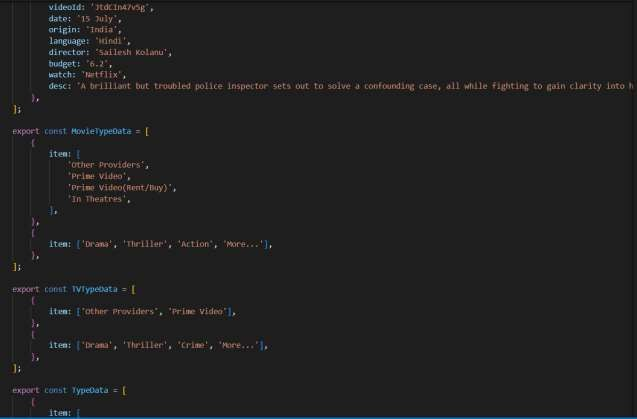 videoId: 'JtdCIn47v5g',
date: '15 July',
origin: 'India',
language: 'Hindi',
director: 'Sailesh Kolanu',
budget: '6.2',
watch: 'Netflix',
desc: 'A brilliant but troubled police inspector sets out to solve a confounding case, all while fighting to gain clarity into h
},
];
export const MovieTypeData = [
{
item: [
'Other Providers',
'Prime Video',
'Prime Video(Rent/Buy)',
'In Theatres',
],
},
{
item: ['Drama', 'Thriller', 'Action', 'More...'],
},
];
export const TVTypeData = [
{
item: ['Other Providers', 'Prime Video'],
},
{
item: ['Drama', 'Thriller', 'Crime', 'More...'],
},
];
export const TypeData = [
{
item: [